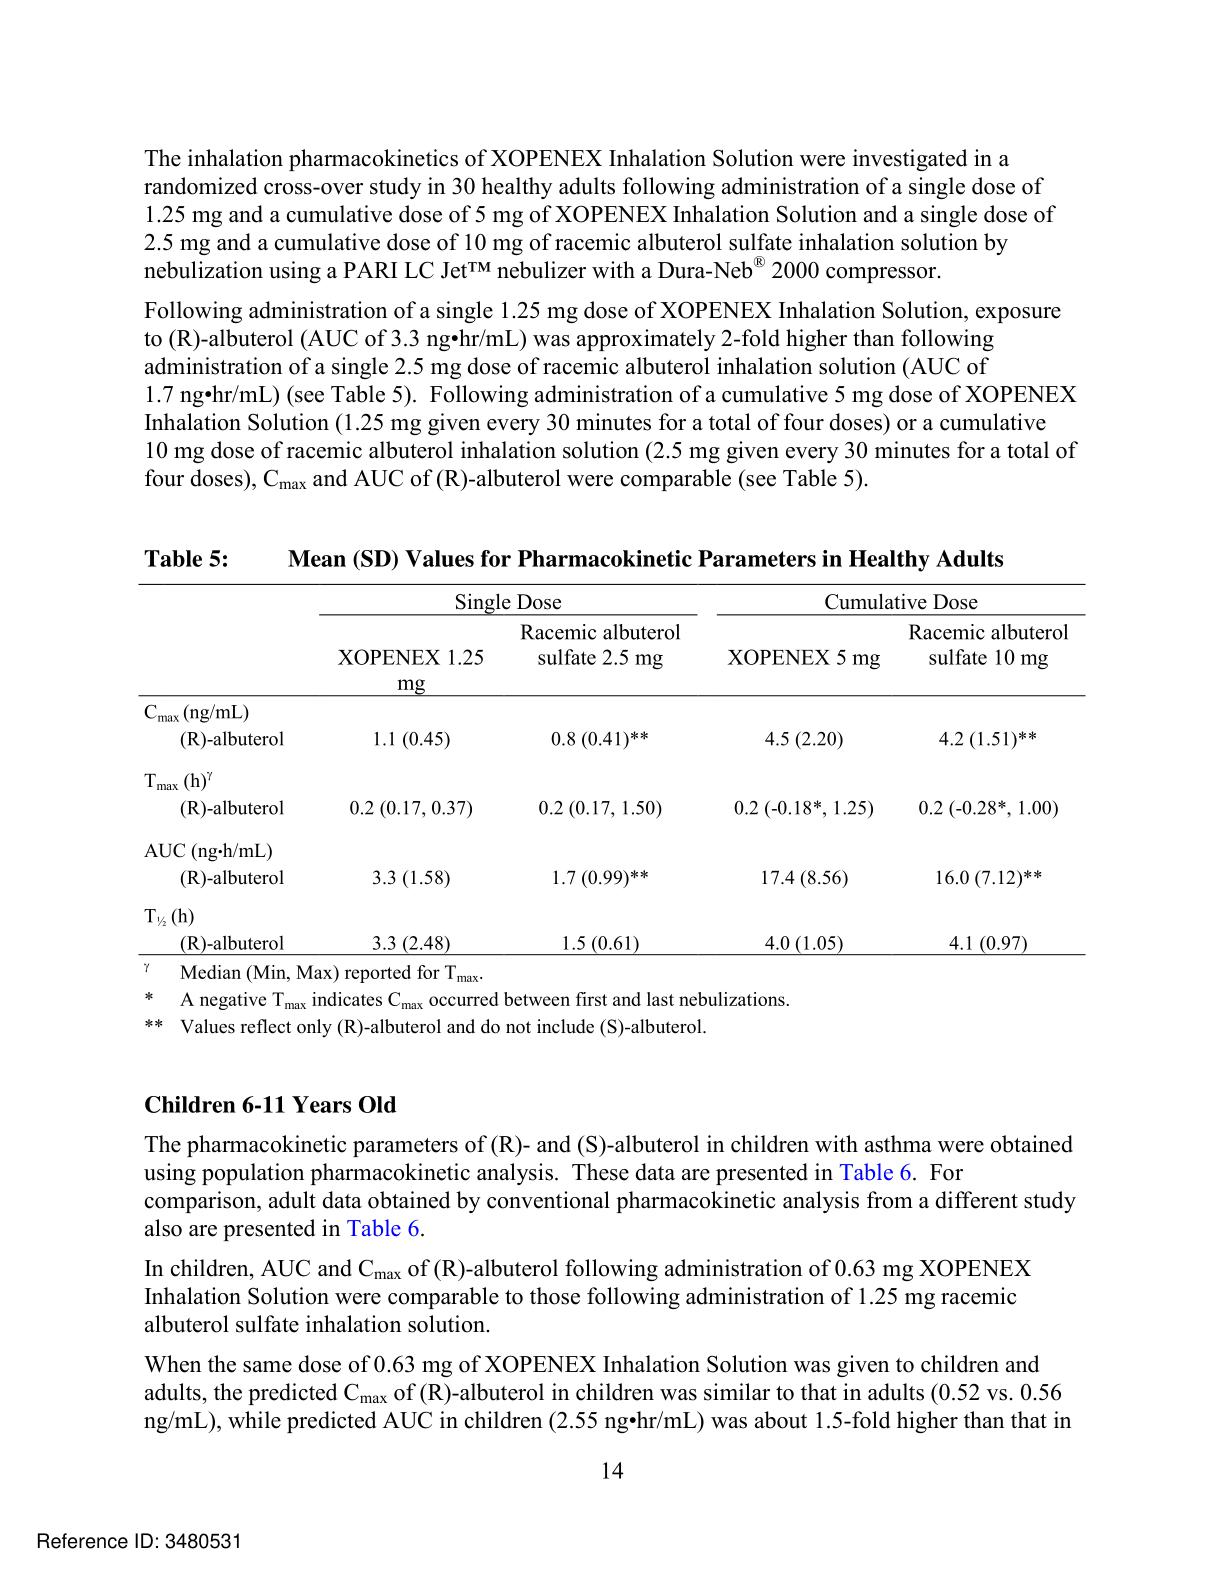 The inhalation pharmacokinetics of XOPENEX Inhalation Solution were investigated in a
randomized cross-over study in 30 healthy adults following administration of a single dose of
1.25 mg and a cumulative dose of 5 mg of XOPENEX Inhalation Solution and a single dose of
2.5 mg and a cumulative dose of 10 mg of racemic albuterol sulfate inhalation solution by
nebulization using a PARI LC Jet™ nebulizer with a Dura-Neb® 2000 compressor.
Following administration of a single 1.25 mg dose of XOPENEX Inhalation Solution, exposure
to (R)-albuterol (AUC of 3.3 ng•hr/mL) was approximately 2-fold higher than following
administration of a single 2.5 mg dose of racemic albuterol inhalation solution (AUC of
1.7 ng•hr/mL) (see Table 5). Following administration of a cumulative 5 mg dose of XOPENEX
Inhalation Solution (1.25 mg given every 30 minutes for a total of four doses) or a cumulative
10 mg dose of racemic albuterol inhalation solution (2.5 mg given every 30 minutes for a total of
four doses), Cmax and AUC of (R)-albuterol were comparable (see Table 5).
Table 5: Mean (SD) Values for Pharmacokinetic Parameters in Healthy Adults
Single Dose Cumulative Dose
Racemic albuterol Racemic albuterol
XOPENEX 1.25 sulfate 2.5 mg XOPENEX 5 mg sulfate 10 mg
mg
Cmax (ng/mL)
(R)-albuterol 1.1 (0.45) 0.8 (0.41)** 4.5 (2.20) 4.2 (1.51)**
Tmax (h)γ
(R)-albuterol 0.2 (0.17, 0.37) 0.2 (0.17, 1.50) 0.2 (-0.18*, 1.25) 0.2 (-0.28*, 1.00)
AUC (ng•h/mL)
(R)-albuterol 3.3 (1.58) 1.7 (0.99)** 17.4 (8.56) 16.0 (7.12)**
T½ (h)
(R)-albuterol 3.3 (2.48) 1.5 (0.61) 4.0 (1.05) 4.1 (0.97)
γ Median (Min, Max) reported for Tmax.
* A negative Tmax indicates Cmax occurred between first and last nebulizations.
** Values reflect only (R)-albuterol and do not include (S)-albuterol.
Children 6-11 Years Old
The pharmacokinetic parameters of (R)- and (S)-albuterol in children with asthma were obtained
using population pharmacokinetic analysis. These data are presented in Table 6. For
comparison, adult data obtained by conventional pharmacokinetic analysis from a different study
also are presented in Table 6.
In children, AUC and Cmax of (R)-albuterol following administration of 0.63 mg XOPENEX
Inhalation Solution were comparable to those following administration of 1.25 mg racemic
albuterol sulfate inhalation solution.
When the same dose of 0.63 mg of XOPENEX Inhalation Solution was given to children and
adults, the predicted Cmax of (R)-albuterol in children was similar to that in adults (0.52 vs. 0.56
ng/mL), while predicted AUC in children (2.55 ng•hr/mL) was about 1.5-fold higher than that in
14
Reference ID: 3480531